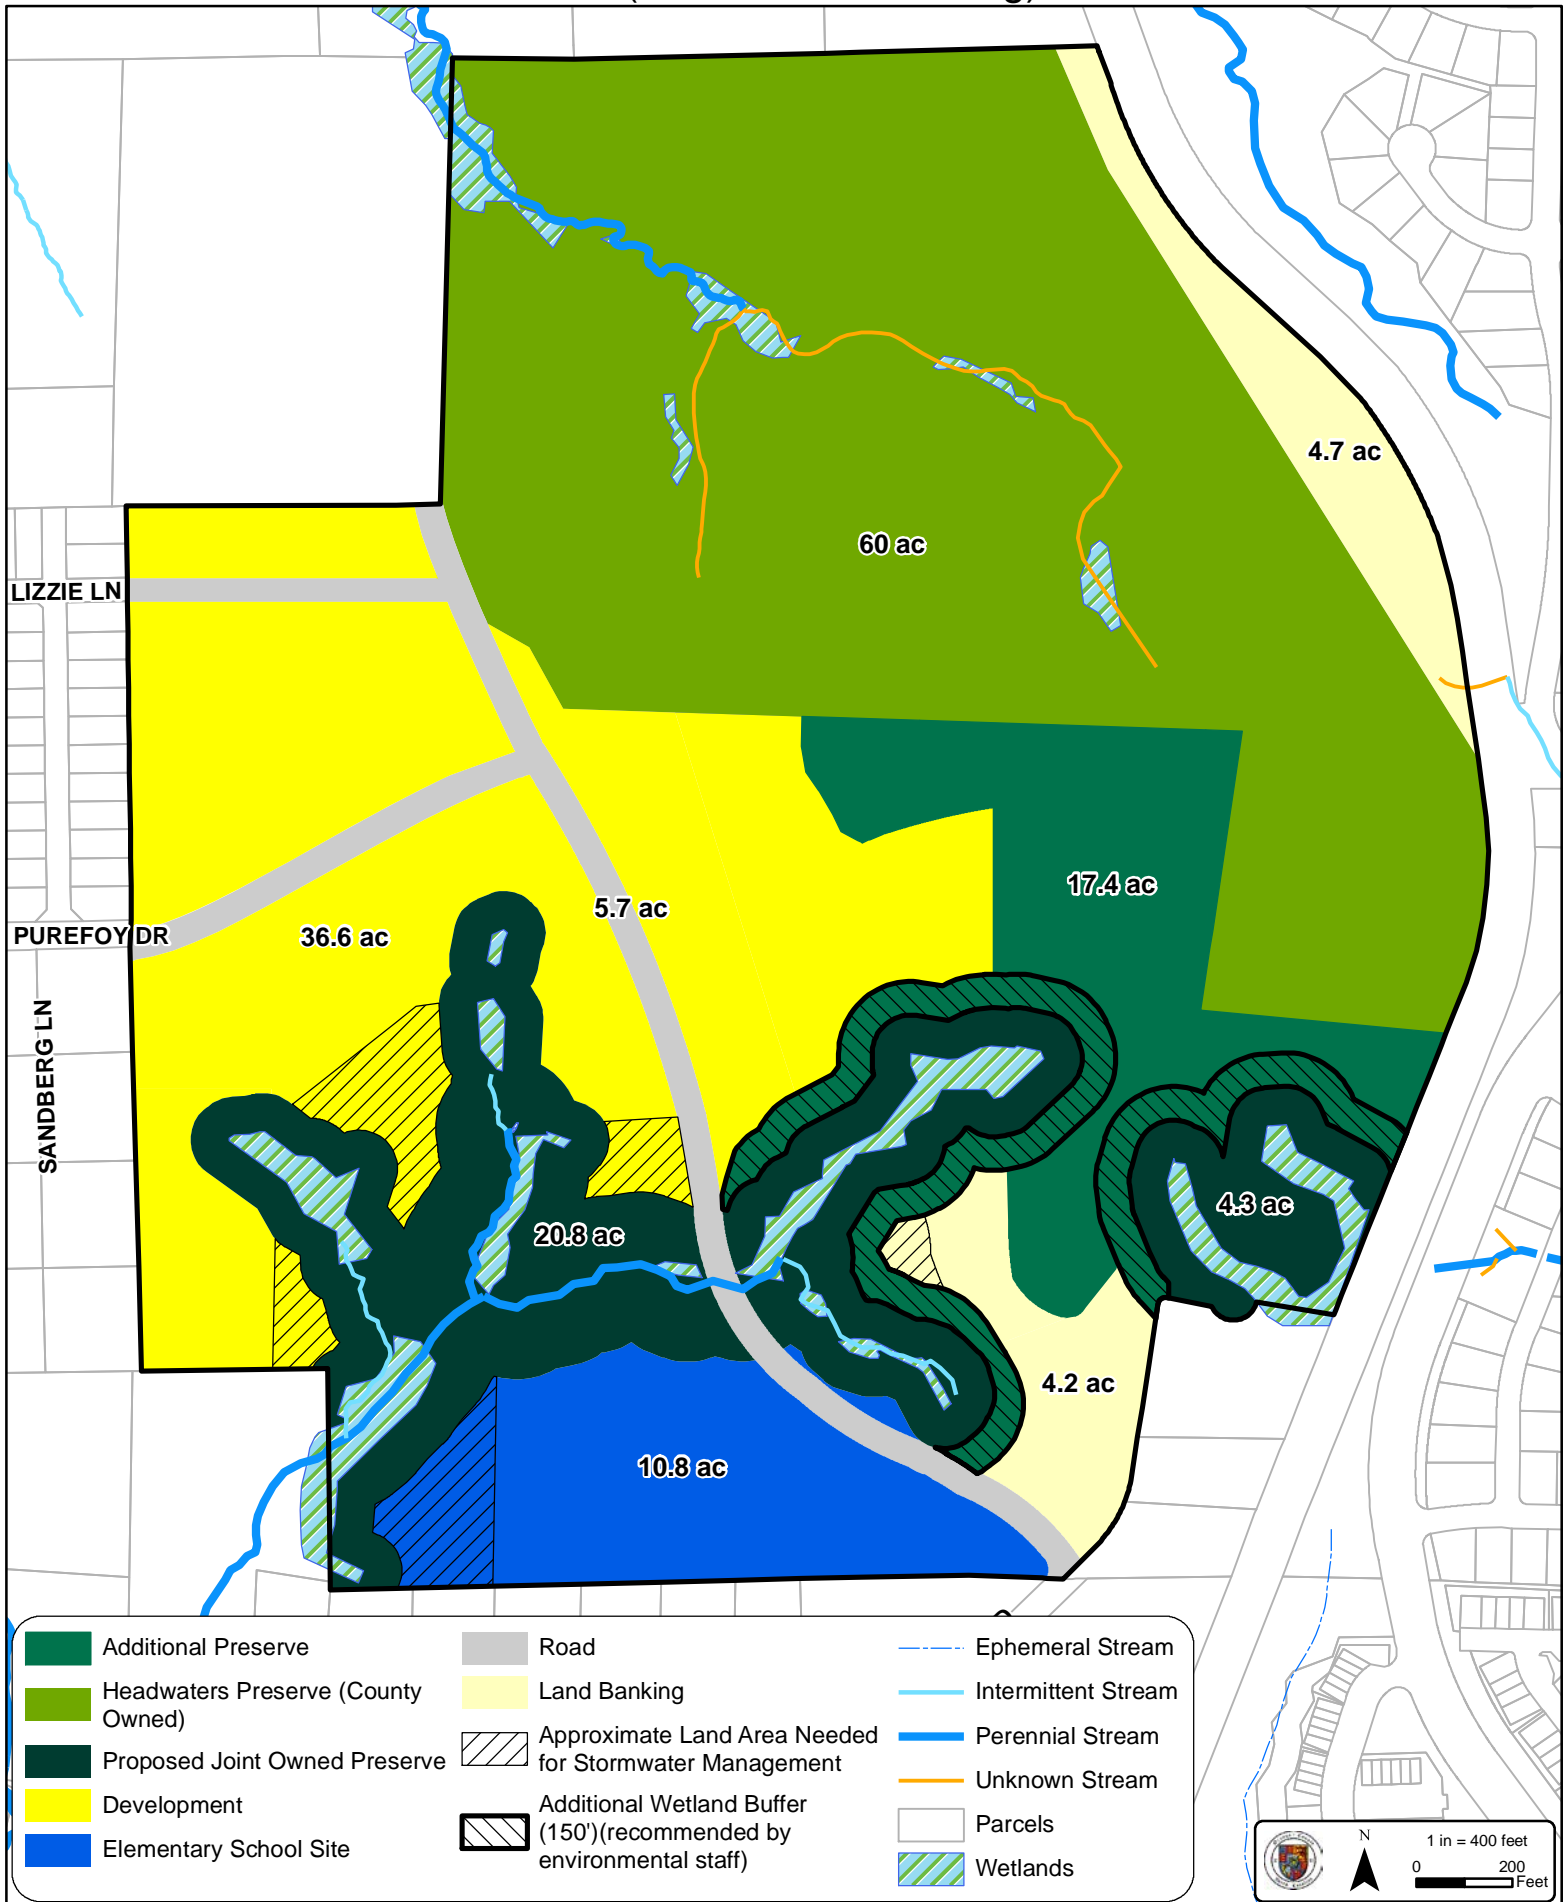 4.7 ac
60 ac
LIZZIE LN
17.4 ac
5.7 ac
36.6 ac
PUREFOY DR
SANDBERG LN
4.3 ac
20.8 ac
4.2 ac
10.8 ac
Additional Preserve
Headwaters Preserve (County
Owned)
Proposed Joint Owned Preserve
Development
Elementary School Site
Road
Land Banking
Approximate Land Area Needed
for Stormwater Management
Additional Wetland Buffer
(150')(recommended by
environmental staff)
Ephemeral Stream
Intermittent Stream
Perennial Stream
Unknown Stream
Parcels
Wetlands
N
1 in = 400 feet
0 200
Feet